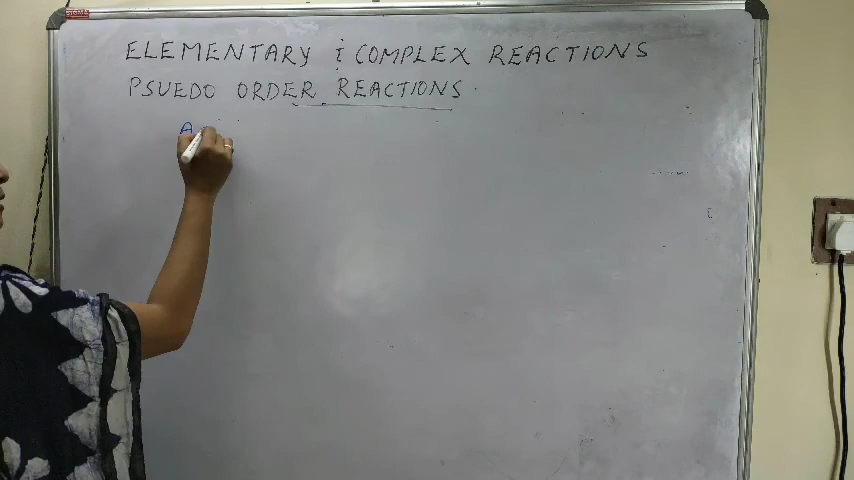 ELEMENTARY & COMPLEX REACTIONS
PSUEDO ORDER REACTIONS
A